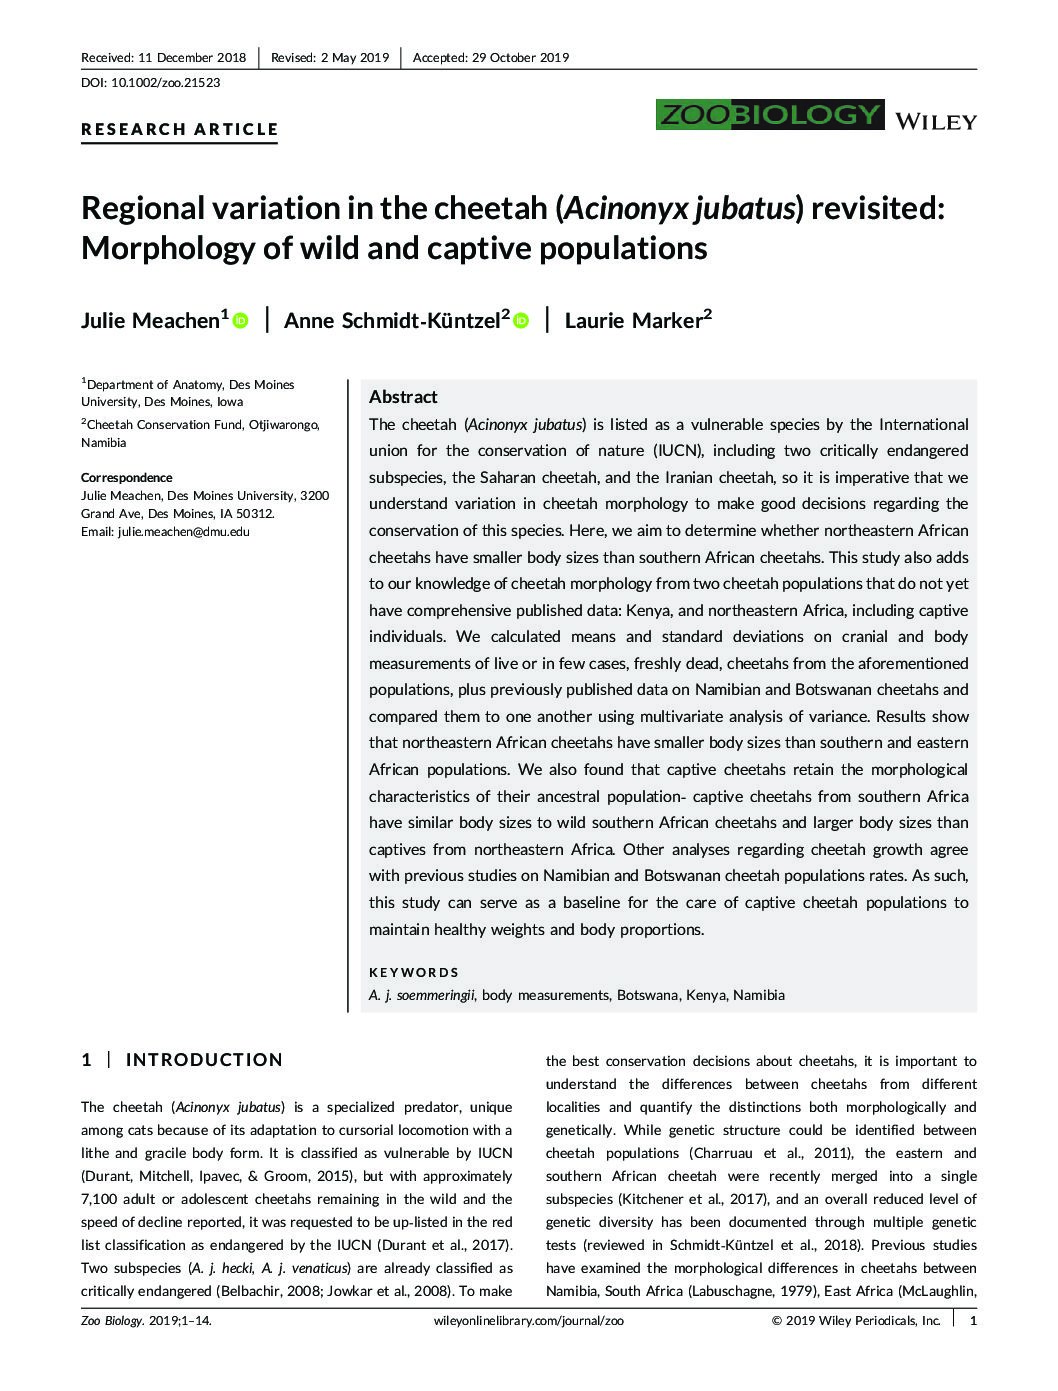 Received: 11 December 2018 | Revised: 2 May 2019 | Accepted: 29 October 2019
DOI: 10.1002/zoo.21523
RESEARCH ARTICLE
ZOOBIOLOGY WILEY
Regional variation in the cheetah (Acinonyx jubatus) revisited:
Morphology of wild and captive populations
Julie Meachen1 iD | Anne Schmidt‐Küntzel2 iD | Laurie Marker2
1Department of Anatomy, Des Moines
University, Des Moines, Iowa
2Cheetah Conservation Fund, Otjiwarongo,
Namibia
Correspondence
Julie Meachen, Des Moines University, 3200
Grand Ave, Des Moines, IA 50312.
Email: julie.meachen@dmu.edu
Abstract
The cheetah (Acinonyx jubatus) is listed as a vulnerable species by the International
union for the conservation of nature (IUCN), including two critically endangered
subspecies, the Saharan cheetah, and the Iranian cheetah, so it is imperative that we
understand variation in cheetah morphology to make good decisions regarding the
conservation of this species. Here, we aim to determine whether northeastern African
cheetahs have smaller body sizes than southern African cheetahs. This study also adds
to our knowledge of cheetah morphology from two cheetah populations that do not yet
have comprehensive published data: Kenya, and northeastern Africa, including captive
individuals. We calculated means and standard deviations on cranial and body
measurements of live or in few cases, freshly dead, cheetahs from the aforementioned
populations, plus previously published data on Namibian and Botswanan cheetahs and
compared them to one another using multivariate analysis of variance. Results show
that northeastern African cheetahs have smaller body sizes than southern and eastern
African populations. We also found that captive cheetahs retain the morphological
characteristics of their ancestral population- captive cheetahs from southern Africa
have similar body sizes to wild southern African cheetahs and larger body sizes than
captives from northeastern Africa. Other analyses regarding cheetah growth agree
with previous studies on Namibian and Botswanan cheetah populations rates. As such,
this study can serve as a baseline for the care of captive cheetah populations to
maintain healthy weights and body proportions.
KEYWORDS
A. j. soemmeringii, body measurements, Botswana, Kenya, Namibia
1 | INTRODUCTION
The cheetah (Acinonyx jubatus) is a specialized predator, unique
among cats because of its adaptation to cursorial locomotion with a
lithe and gracile body form. It is classified as vulnerable by IUCN
(Durant, Mitchell, Ipavec, & Groom, 2015), but with approximately
7,100 adult or adolescent cheetahs remaining in the wild and the
speed of decline reported, it was requested to be up‐listed in the red
list classification as endangered by the IUCN (Durant et al., 2017).
Two subspecies (A. j. hecki, A. j. venaticus) are already classified as
critically endangered (Belbachir, 2008; Jowkar et al., 2008). To make
the best conservation decisions about cheetahs, it is important to
understand the differences between cheetahs from different
localities and quantify the distinctions both morphologically and
genetically. While genetic structure could be identified between
cheetah populations (Charruau et al., 2011), the eastern and
southern African cheetah were recently merged into a single
subspecies (Kitchener et al., 2017), and an overall reduced level of
genetic diversity has been documented through multiple genetic
tests (reviewed in Schmidt‐Küntzel et al., 2018). Previous studies
have examined the morphological differences in cheetahs between
Namibia, South Africa (Labuschagne, 1979), East Africa (McLaughlin,
Zoo Biology. 2019;1–14. wileyonlinelibrary.com/journal/zoo © 2019 Wiley Periodicals, Inc. | 1